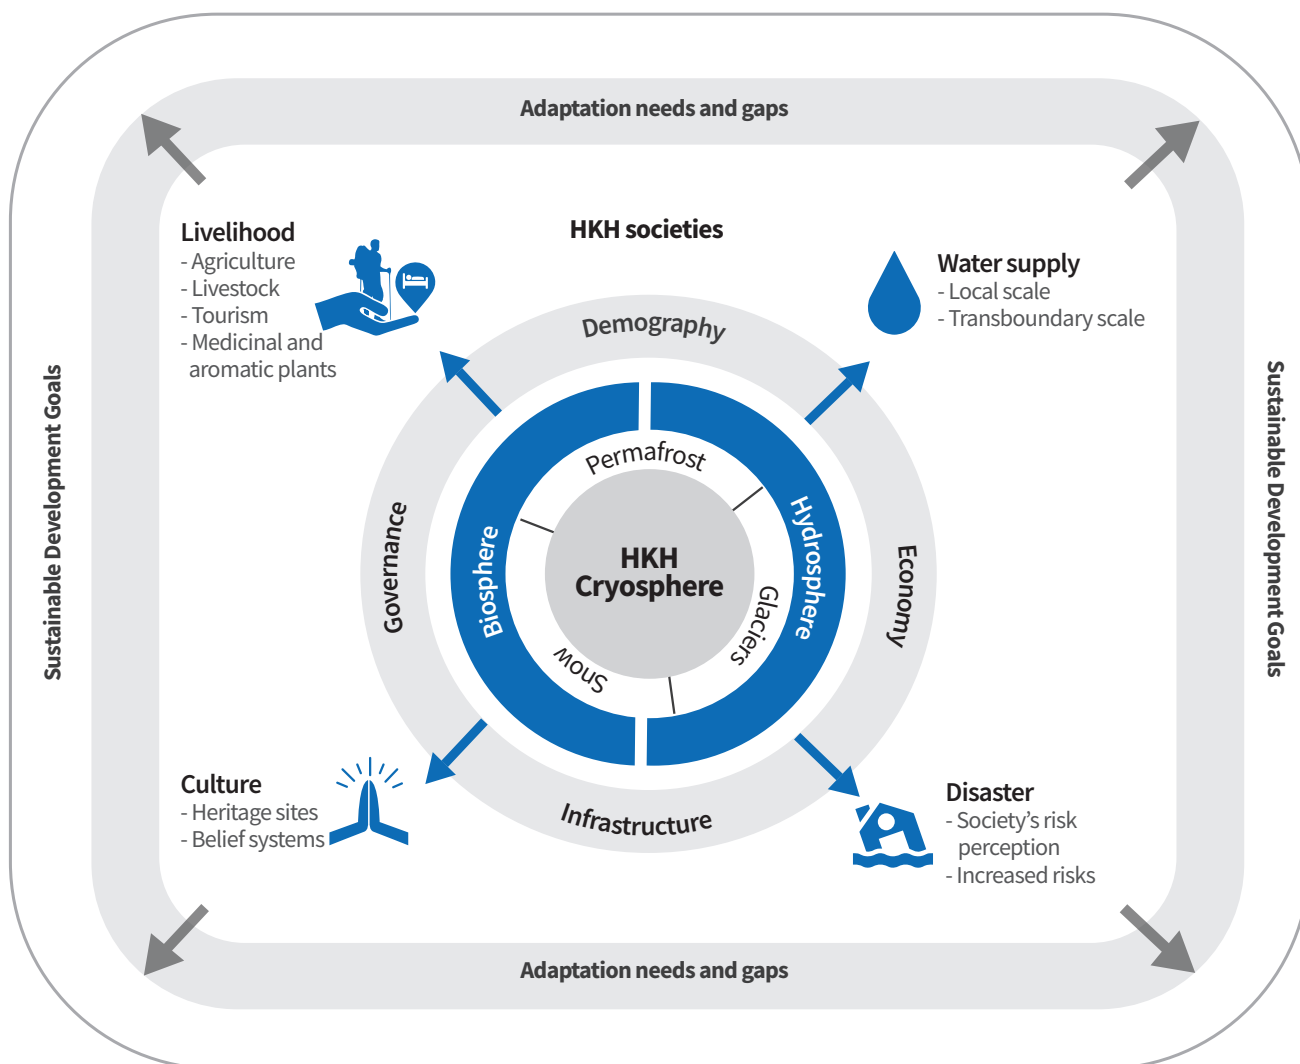 Adaptation needs and gaps
Sustainable Development Goals
Livelihood
- Agriculture
- Livestock
- Tourism
- Medicinal and
aromatic plants
HKH societies
Water supply
- Local scale
- Transboundary scale
Demography
Governance
Economy
Infrastructure
Biosphere
Hydrosphere
Permafrost
Glaciers
Snow
HKH
Cryosphere
Culture
- Heritage sites
- Belief systems
Disaster
- Society’s risk
perception
- Increased risks
Sustainable Development Goals
Adaptation needs and gaps